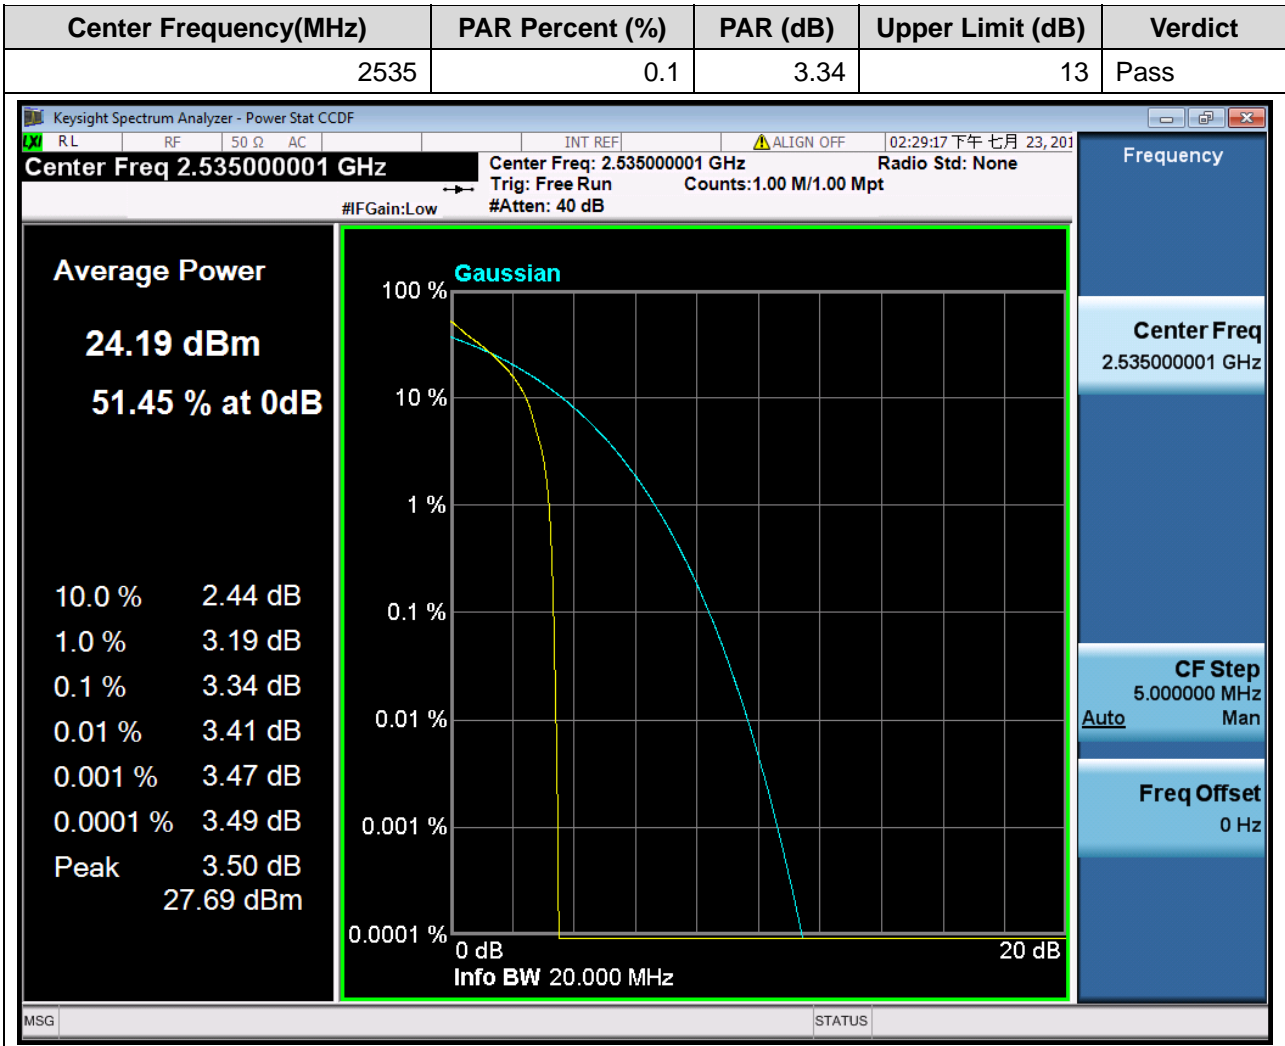 Center Frequency(MHz) PAR Percent (%) PAR (dB) Upper Limit (dB) Verdict
2535 0.1 3.34 13 Pass
Keysight Spectrum Analyzer - Power Stat CCDF
LXI RL RF 50 Ω AC INT REF ALIGN OFF 02:29:17 下午 七月 23, 201
Center Freq 2.535000001 GHz
#IFGain:Low
Center Freq: 2.535000001 GHz Radio Std: None
Trig: Free Run Counts:1.00 M/1.00 Mpt
#Atten: 40 dB
Average Power
24.19 dBm
51.45 % at 0dB
10.0 % 2.44 dB
1.0 % 3.19 dB
0.1 % 3.34 dB
0.01 % 3.41 dB
0.001 % 3.47 dB
0.0001 % 3.49 dB
Peak 3.50 dB
27.69 dBm
Gaussian
100 %
10 %
1 %
0.1 %
0.01 %
0.001 %
0.0001 %
0 dB 20 dB
Info BW 20.000 MHz
Frequency
Center Freq
2.535000001 GHz
CF Step
5.000000 MHz
Auto Man
Freq Offset
0 Hz
MSG STATUS